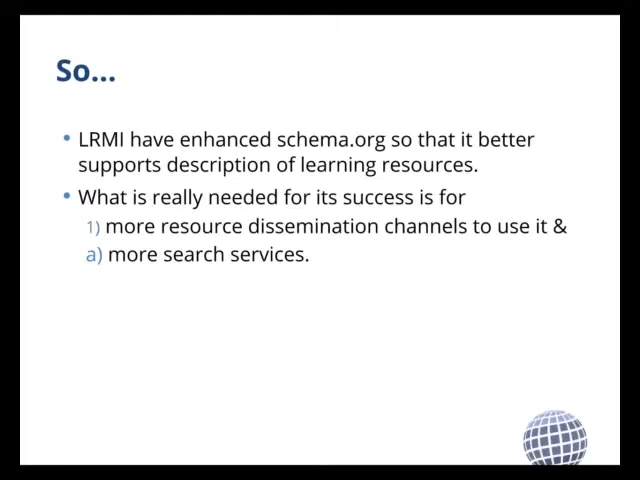 So...
• LRMI have enhanced schema.org so that it better
supports description of learning resources.
• What is really needed for its success is for
1) more resource dissemination channels to use it &
a) more search services.